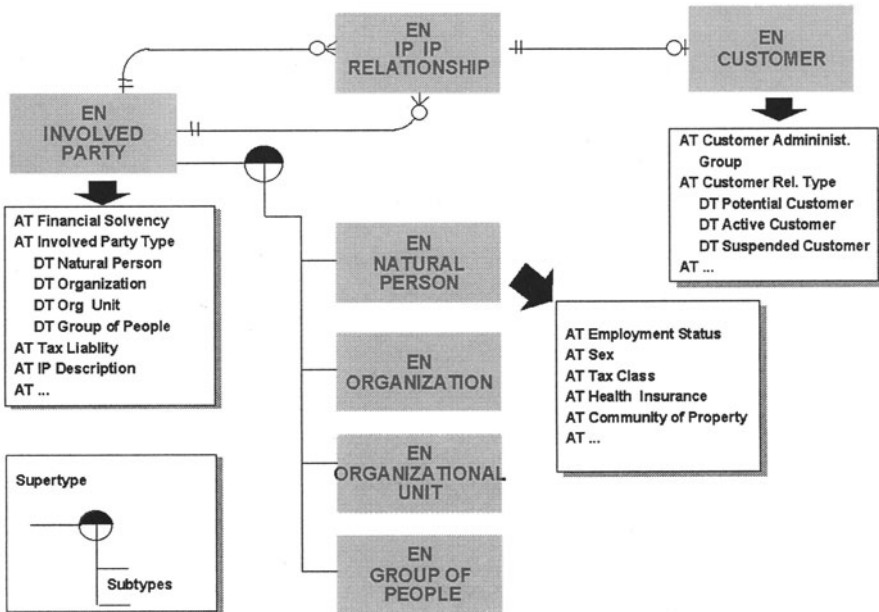 EN
IP IP
RELATIONSHIP
EN
CUSTOMER
EN
INVOLVED
PARTY
AT Customer Admininist.
Group
AT Customer Rel. Type
DT Potential Customer
DT Active Customer
DT Suspended Customer
AT ...
AT Financial Solvency
AT Involved Party Type
DT Natural Person
DT Organization
DT Org Unit
DT Group of People
AT Tax Liablity
AT IP Description
AT ...
EN
NATURAL
PERSON
AT Employment Status
AT Sex
AT Tax Class
AT Health Insurance
AT Community of Property
AT ...
EN
ORGANIZATION
EN
ORGANIZATIONAL
UNIT
EN
GROUP OF
PEOPLE
Supertype
Subtypes